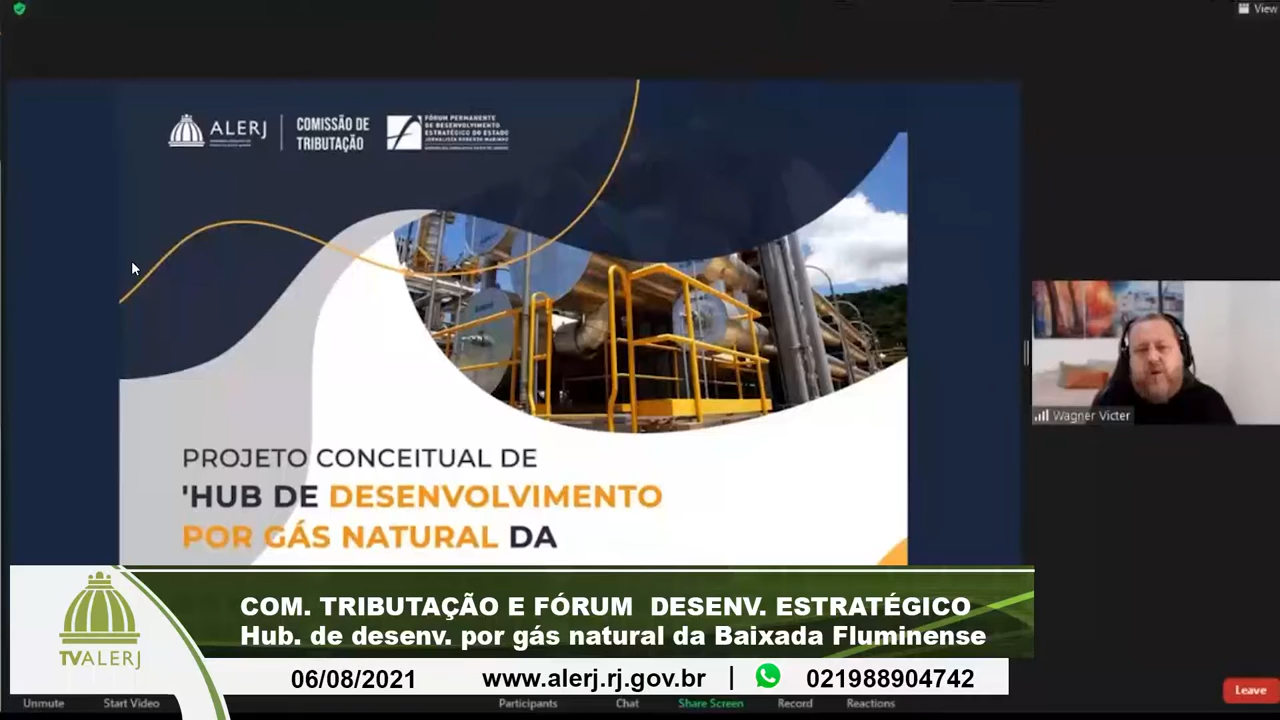 View
ALERJ
COMISSÃO DE
TRIBUTAÇÃO
FÓRUM PERMANENTE
DE DESENVOLVIMENTO
ESTRATÉGICO DO ESTADO
JORNALISTA ROBERTO MARINHO
Wagner Victer
PROJETO CONCEITUAL DE
'HUB DE DESENVOLVIMENTO
POR GÁS NATURAL DA
COM. TRIBUTAÇÃO E FÓRUM DESENV. ESTRATÉGICO
Hub. de desenv. por gás natural da Baixada Fluminense
TVALERJ
06/08/2021 www.alerj.rj.gov.br | 021988904742
Leave
Unmute Start Video Participants Chat Share Screen Record Reactions